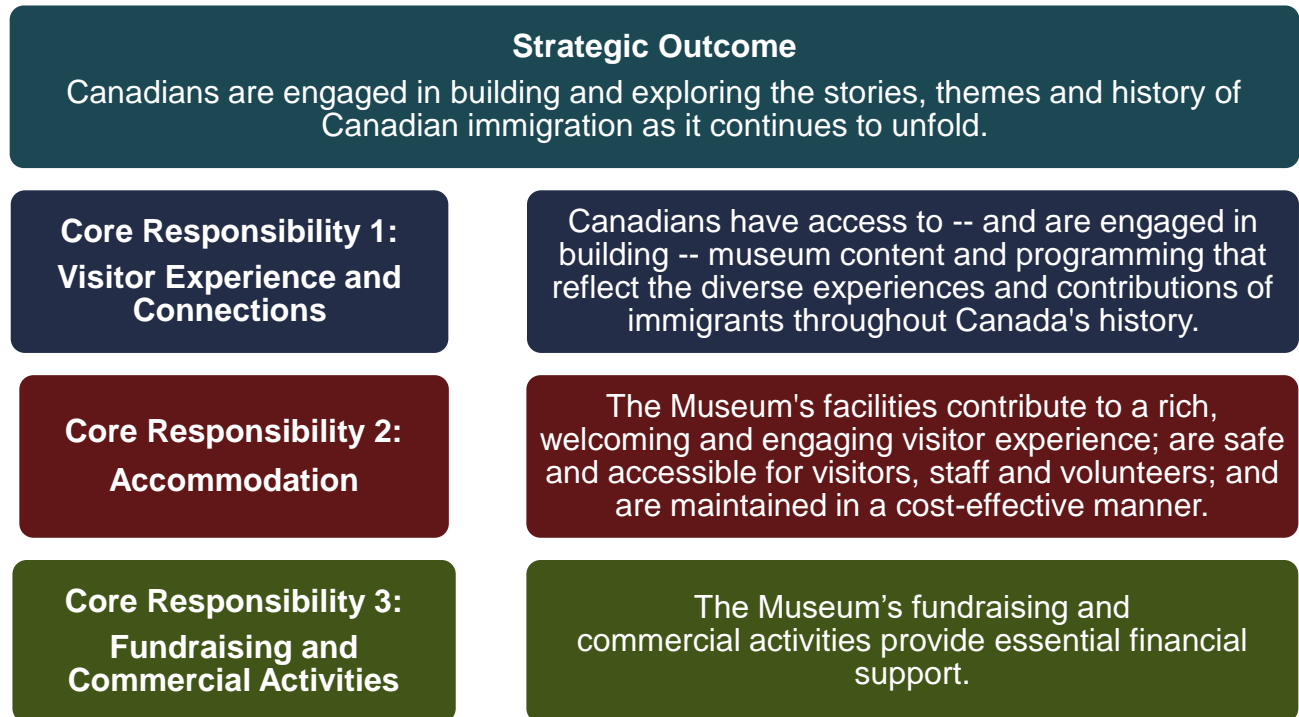 Strategic Outcome
Canadians are engaged in building and exploring the stories, themes and history of
Canadian immigration as it continues to unfold.
Core Responsibility 1:
Visitor Experience and
Connections
Canadians have access to -- and are engaged in
building -- museum content and programming that
reflect the diverse experiences and contributions of
immigrants throughout Canada's history.
Core Responsibility 2:
Accommodation
The Museum's facilities contribute to a rich,
welcoming and engaging visitor experience; are safe
and accessible for visitors, staff and volunteers; and
are maintained in a cost-effective manner.
Core Responsibility 3:
Fundraising and
Commercial Activities
The Museum’s fundraising and
commercial activities provide essential financial
support.